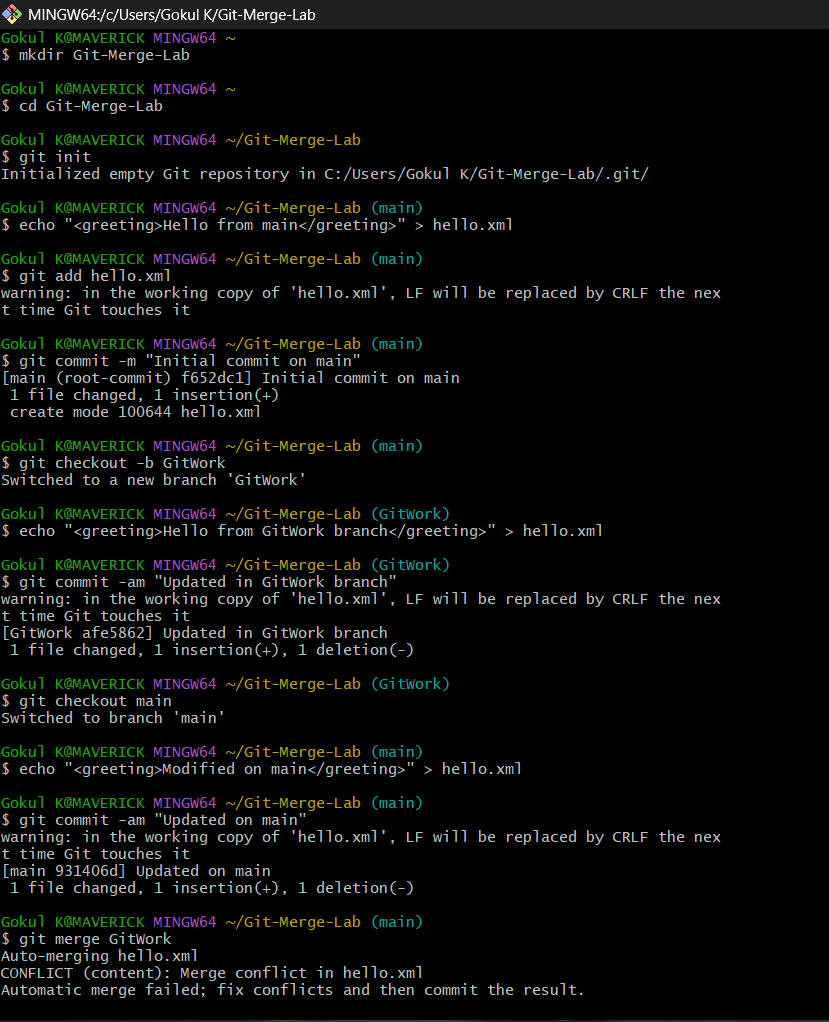 MINGW64:/c/Users/Gokul K/Git-Merge-Lab
Gokul K@MAVERICK MINGW64 ~
$ mkdir Git-Merge-Lab
Gokul K@MAVERICK MINGW64 ~
$ cd Git-Merge-Lab
Gokul K@MAVERICK MINGW64 ~/Git-Merge-Lab
$ git init
Initialized empty Git repository in C:/Users/Gokul K/Git-Merge-Lab/.git/
Gokul K@MAVERICK MINGW64 ~/Git-Merge-Lab (main)
$ echo "<greeting>Hello from main</greeting>" > hello.xml
Gokul K@MAVERICK MINGW64 ~/Git-Merge-Lab (main)
$ git add hello.xml
warning: in the working copy of 'hello.xml', LF will be replaced by CRLF the nex
t time Git touches it
Gokul K@MAVERICK MINGW64 ~/Git-Merge-Lab (main)
$ git commit -m "Initial commit on main"
[main (root-commit) f652dc1] Initial commit on main
 1 file changed, 1 insertion(+)
 create mode 100644 hello.xml
Gokul K@MAVERICK MINGW64 ~/Git-Merge-Lab (main)
$ git checkout -b GitWork
Switched to a new branch 'GitWork'
Gokul K@MAVERICK MINGW64 ~/Git-Merge-Lab (GitWork)
$ echo "<greeting>Hello from GitWork branch</greeting>" > hello.xml
Gokul K@MAVERICK MINGW64 ~/Git-Merge-Lab (GitWork)
$ git commit -am "Updated in GitWork branch"
warning: in the working copy of 'hello.xml', LF will be replaced by CRLF the nex
t time Git touches it
[GitWork afe5862] Updated in GitWork branch
 1 file changed, 1 insertion(+), 1 deletion(-)
Gokul K@MAVERICK MINGW64 ~/Git-Merge-Lab (GitWork)
$ git checkout main
Switched to branch 'main'
Gokul K@MAVERICK MINGW64 ~/Git-Merge-Lab (main)
$ echo "<greeting>Modified on main</greeting>" > hello.xml
Gokul K@MAVERICK MINGW64 ~/Git-Merge-Lab (main)
$ git commit -am "Updated on main"
warning: in the working copy of 'hello.xml', LF will be replaced by CRLF the nex
t time Git touches it
[main 931406d] Updated on main
 1 file changed, 1 insertion(+), 1 deletion(-)
Gokul K@MAVERICK MINGW64 ~/Git-Merge-Lab (main)
$ git merge GitWork
Auto-merging hello.xml
CONFLICT (content): Merge conflict in hello.xml
Automatic merge failed; fix conflicts and then commit the result.